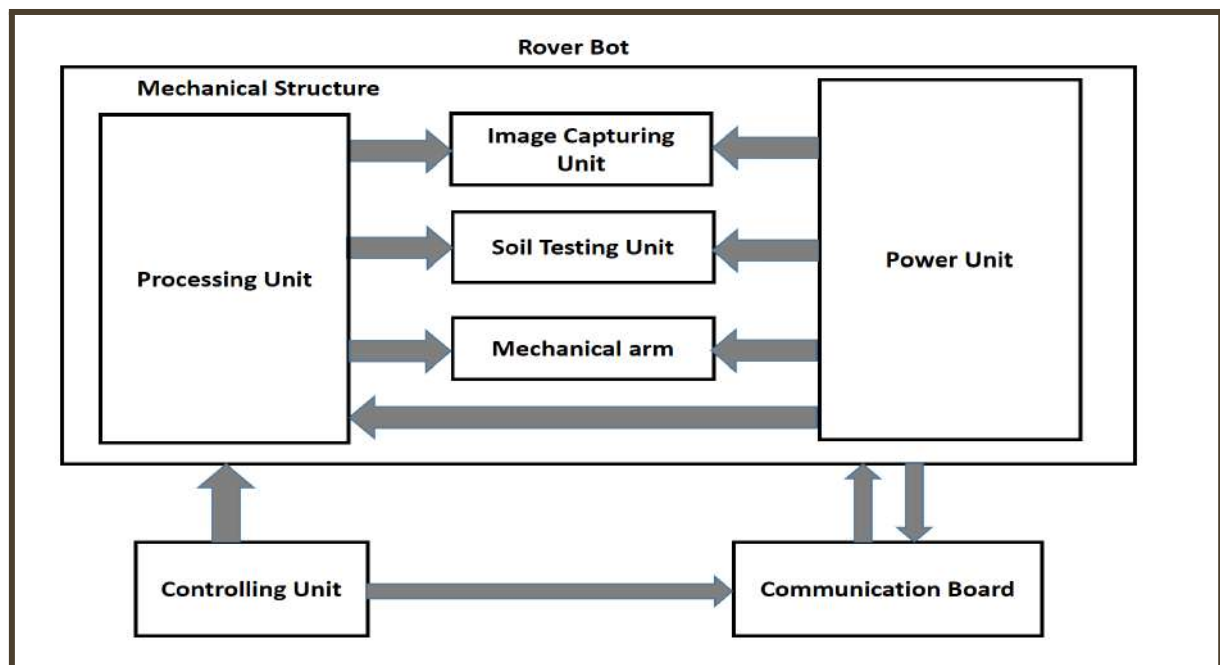 Rover Bot
Mechanical Structure
Image Capturing
Unit
Soil Testing Unit
Processing Unit
Power Unit
Mechanical arm
Controlling Unit
Communication Board